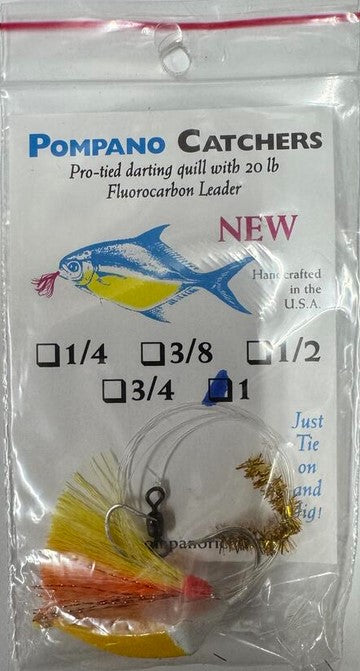 POMPANO CATCHERS
Pro-tied darting quill with 20 lb
Fluorocarbon Leader
NEW
Handcrafted
in the
U.S.A.
☐1/4 ☐3/8 ☐1/2
☐3/4 ☐1
Just
Tie
on
and
Jig!